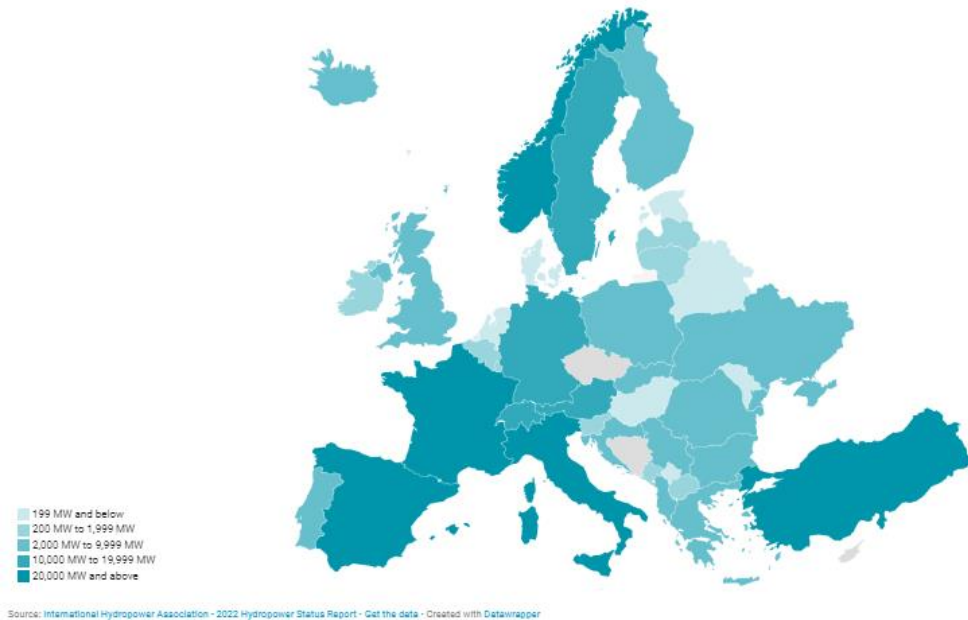 199 MW and below
200 MW to 1,999 MW
2,000 MW to 9,999 MW
10,000 MW to 19,999 MW
20,000 MW and above
Source: International Hydropower Association - 2022 Hydropower Status Report - Get the data · Created with Datawrapper